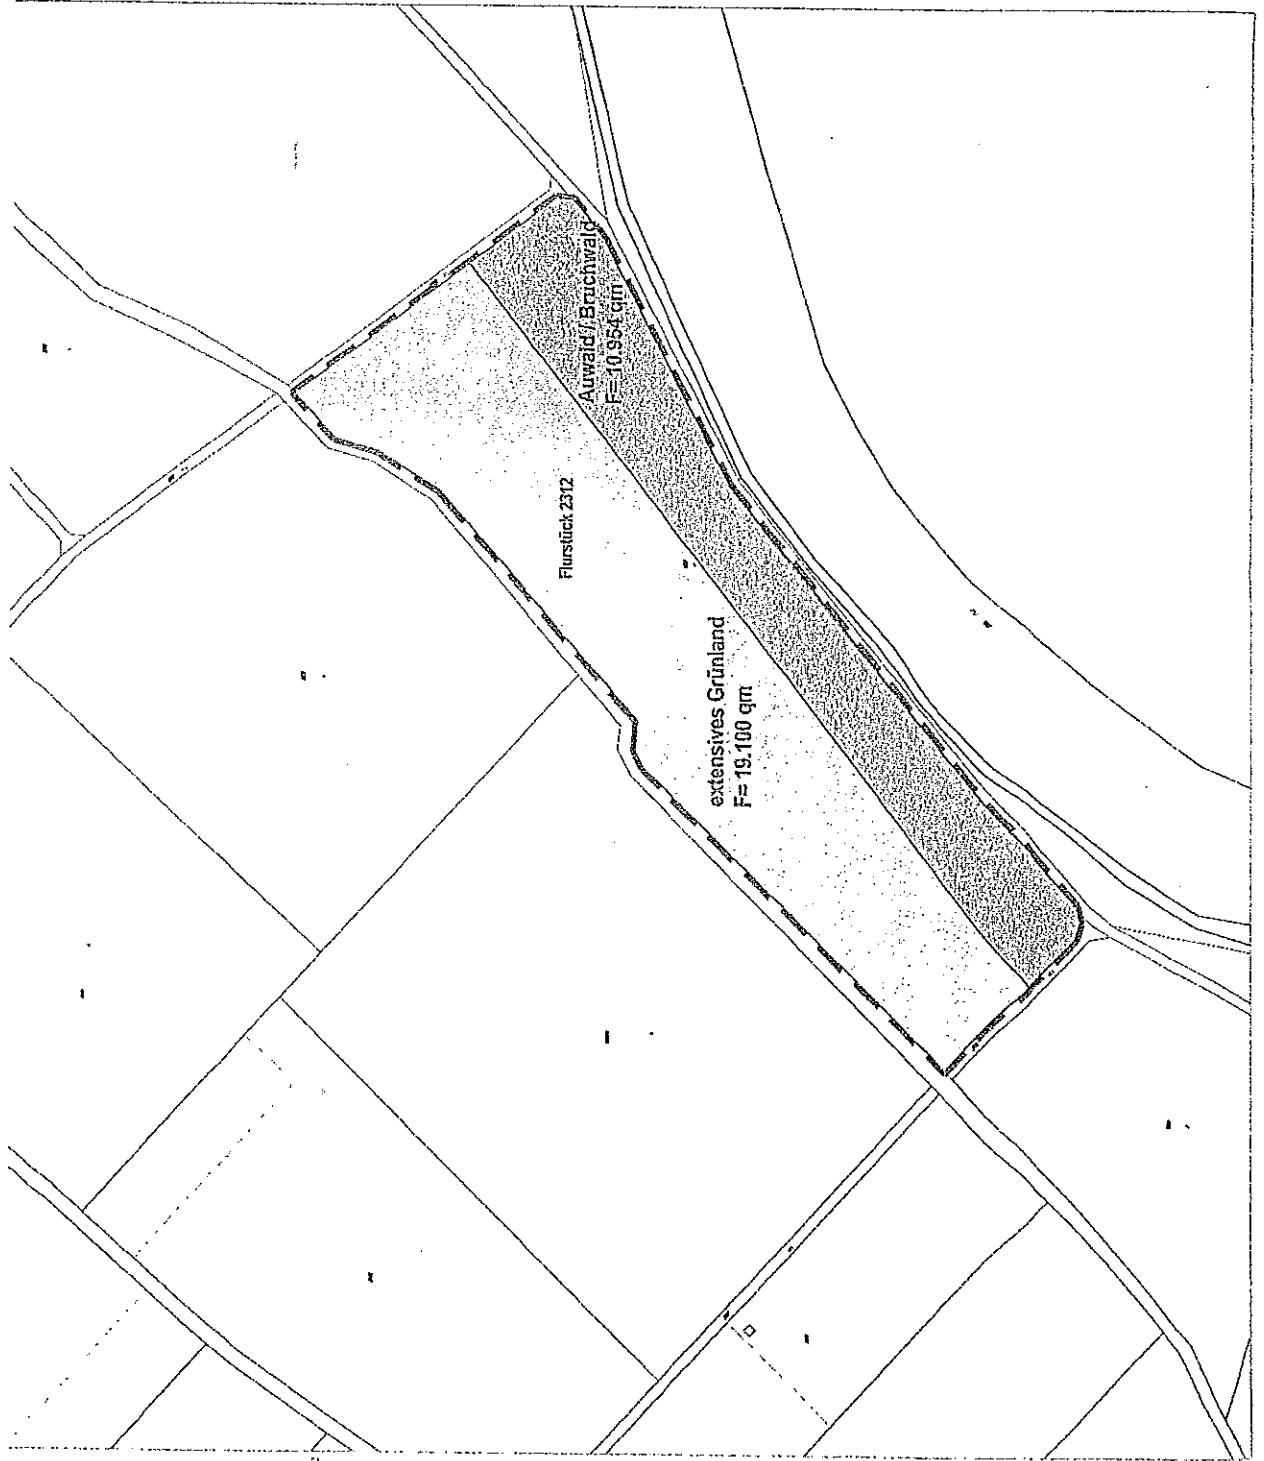 Auwald / Bruchwald
F= 10.954 qm
Flurstück 2312
extensives Grünland
F= 19.100 qm